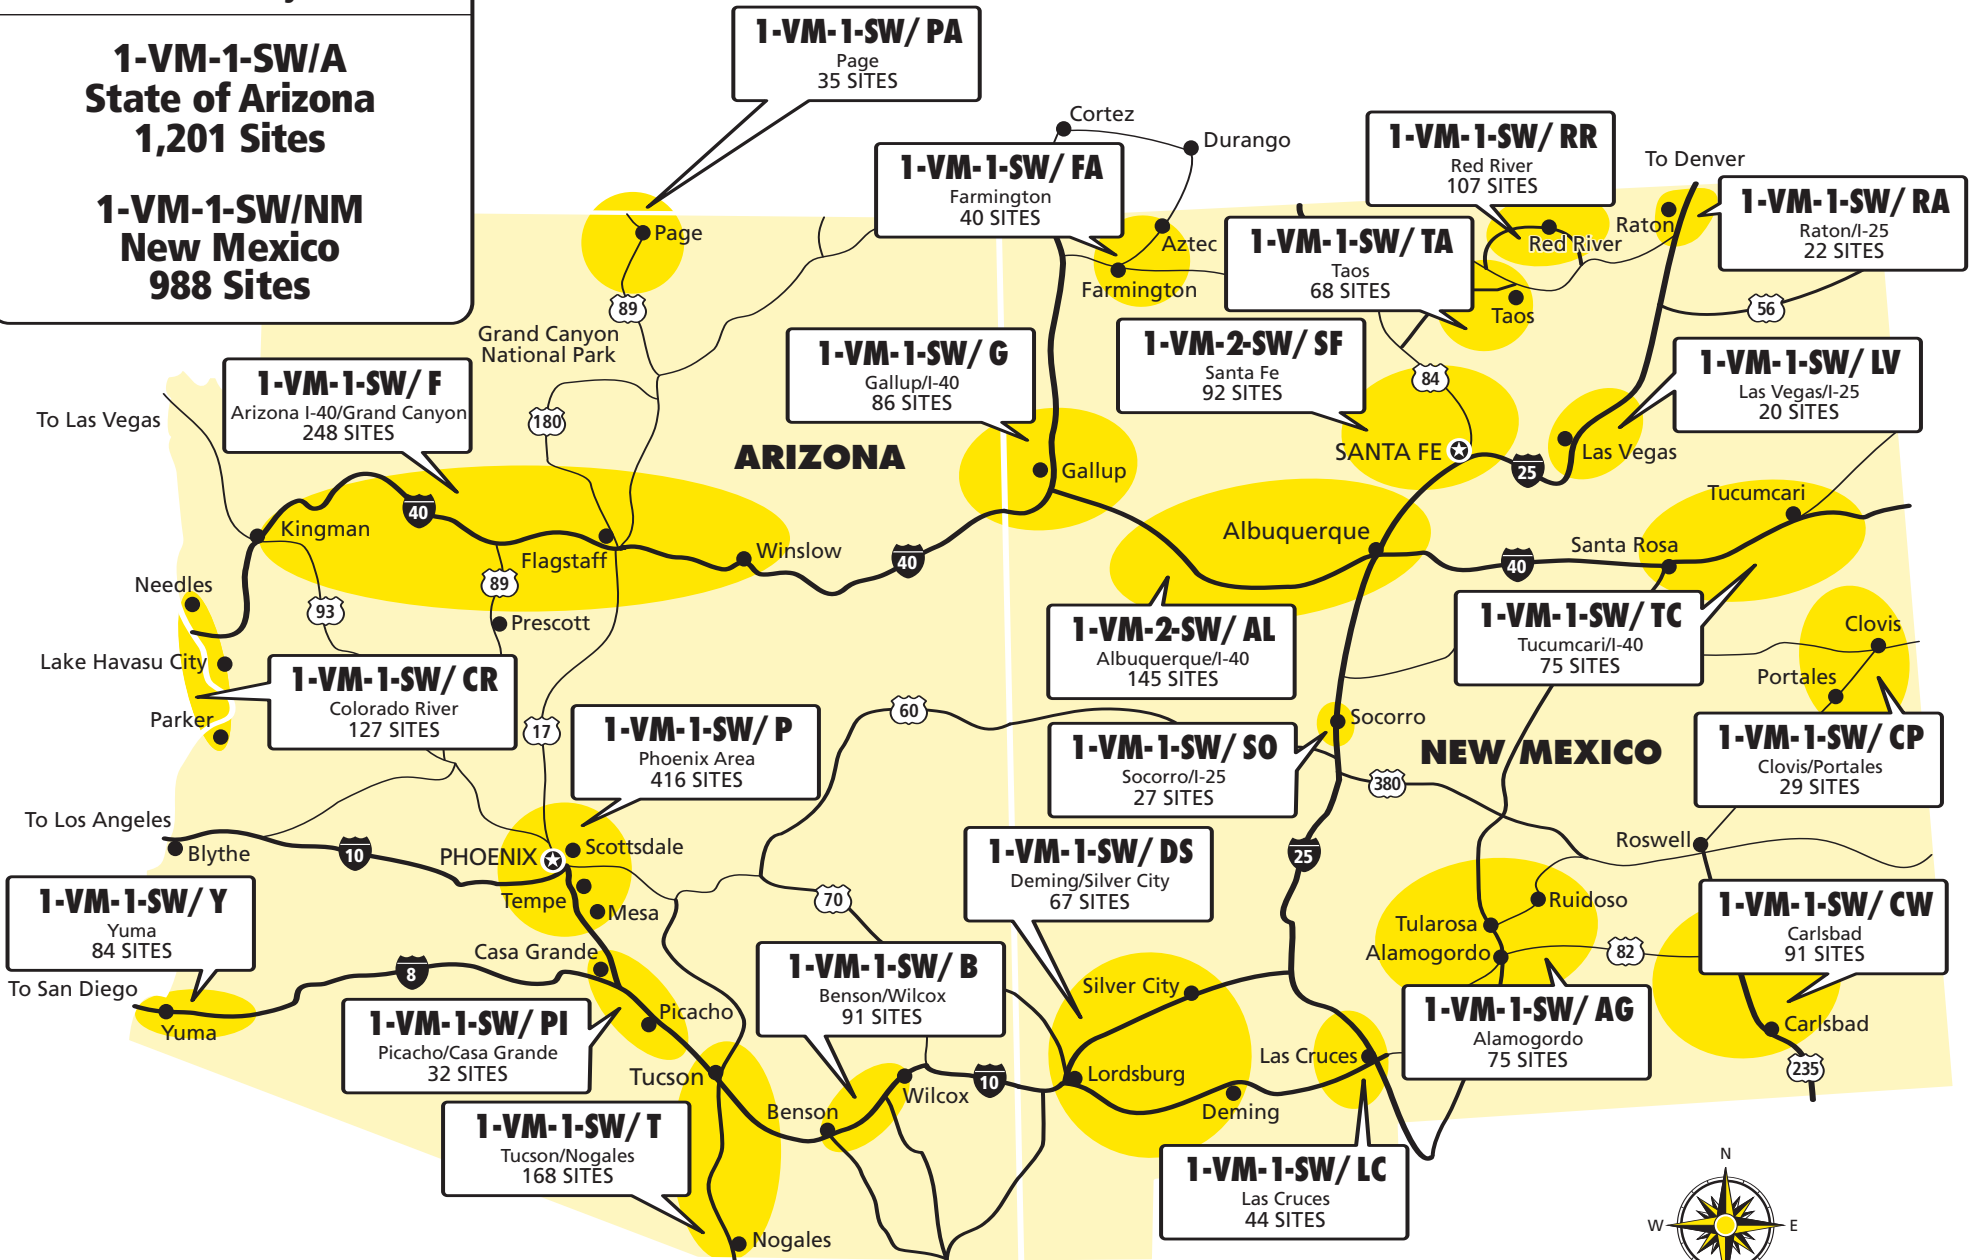 1-VM-1-SW/A
State of Arizona
1,201 Sites
1-VM-1-SW/NM
New Mexico
988 Sites
1-VM-1-SW/ PA
Page
35 SITES
Cortez
Durango
1-VM-1-SW/ FA
Farmington
40 SITES
1-VM-1-SW/ RR
Red River
107 SITES
To Denver
1-VM-1-SW/ RA
Raton/I-25
22 SITES
Page
Aztec
Farmington
1-VM-1-SW/ TA
Taos
68 SITES
Red River
Raton
Taos
89
56
Grand Canyon
National Park
1-VM-1-SW/ G
Gallup/I-40
86 SITES
1-VM-2-SW/ SF
Santa Fe
92 SITES
84
1-VM-1-SW/ LV
Las Vegas/I-25
20 SITES
1-VM-1-SW/ F
Arizona I-40/Grand Canyon
248 SITES
To Las Vegas
180
ARIZONA
Gallup
SANTA FE
25
Las Vegas
Tucumcari
40
Kingman
Flagstaff
Winslow
40
Albuquerque
40
Santa Rosa
Needles
89
93
Prescott
1-VM-2-SW/ AL
Albuquerque/I-40
145 SITES
1-VM-1-SW/ TC
Tucumcari/I-40
75 SITES
Clovis
Portales
Lake Havasu City
1-VM-1-SW/ CR
Colorado River
127 SITES
Parker
17
1-VM-1-SW/ P
Phoenix Area
416 SITES
60
1-VM-1-SW/ SO
Socorro/I-25
27 SITES
Socorro
NEW MEXICO
380
1-VM-1-SW/ CP
Clovis/Portales
29 SITES
To Los Angeles
Blythe
10
PHOENIX
Scottsdale
Tempe
Mesa
70
1-VM-1-SW/ DS
Deming/Silver City
67 SITES
25
Roswell
1-VM-1-SW/ Y
Yuma
84 SITES
Ruidoso
Tularosa
Alamogordo
82
1-VM-1-SW/ CW
Carlsbad
91 SITES
Casa Grande
8
To San Diego
Yuma
1-VM-1-SW/ PI
Picacho/Casa Grande
32 SITES
Picacho
1-VM-1-SW/ B
Benson/Wilcox
91 SITES
Silver City
1-VM-1-SW/ AG
Alamogordo
75 SITES
Carlsbad
235
Tucson
Benson
Wilcox
10
Lordsburg
Las Cruces
Deming
1-VM-1-SW/ T
Tucson/Nogales
168 SITES
1-VM-1-SW/ LC
Las Cruces
44 SITES
Nogales
N
W
E